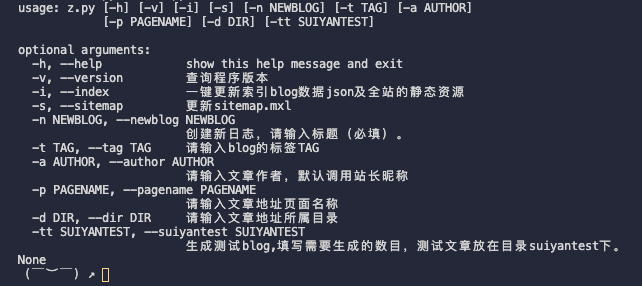 usage: z.py [-h] [-v] [-i] [-s] [-n NEWBLOG] [-t TAG] [-a AUTHOR]
[-p PAGENAME] [-d DIR] [-tt SUIYANTEST]
optional arguments:
-h, --help show this help message and exit
-v, --version 查询程序版本
-i, --index 一键更新索引blog数据json及全站的静态资源
-s, --sitemap 更新sitemap.mxl
-n NEWBLOG, --newblog NEWBLOG
创建新日志，请输入标题（必填）。
-t TAG, --tag TAG 请输入blog的标签TAG
-a AUTHOR, --author AUTHOR
请输入文章作者，默认调用站长昵称
-p PAGENAME, --pagename PAGENAME
请输入文章地址页面名称
-d DIR, --dir DIR 请输入文章地址所属目录
-tt SUIYANTEST, --suiyantest SUIYANTEST
生成测试blog,填写需要生成的数目，测试文章放在目录suiyantest下。
None
(￣︶￣) ↗